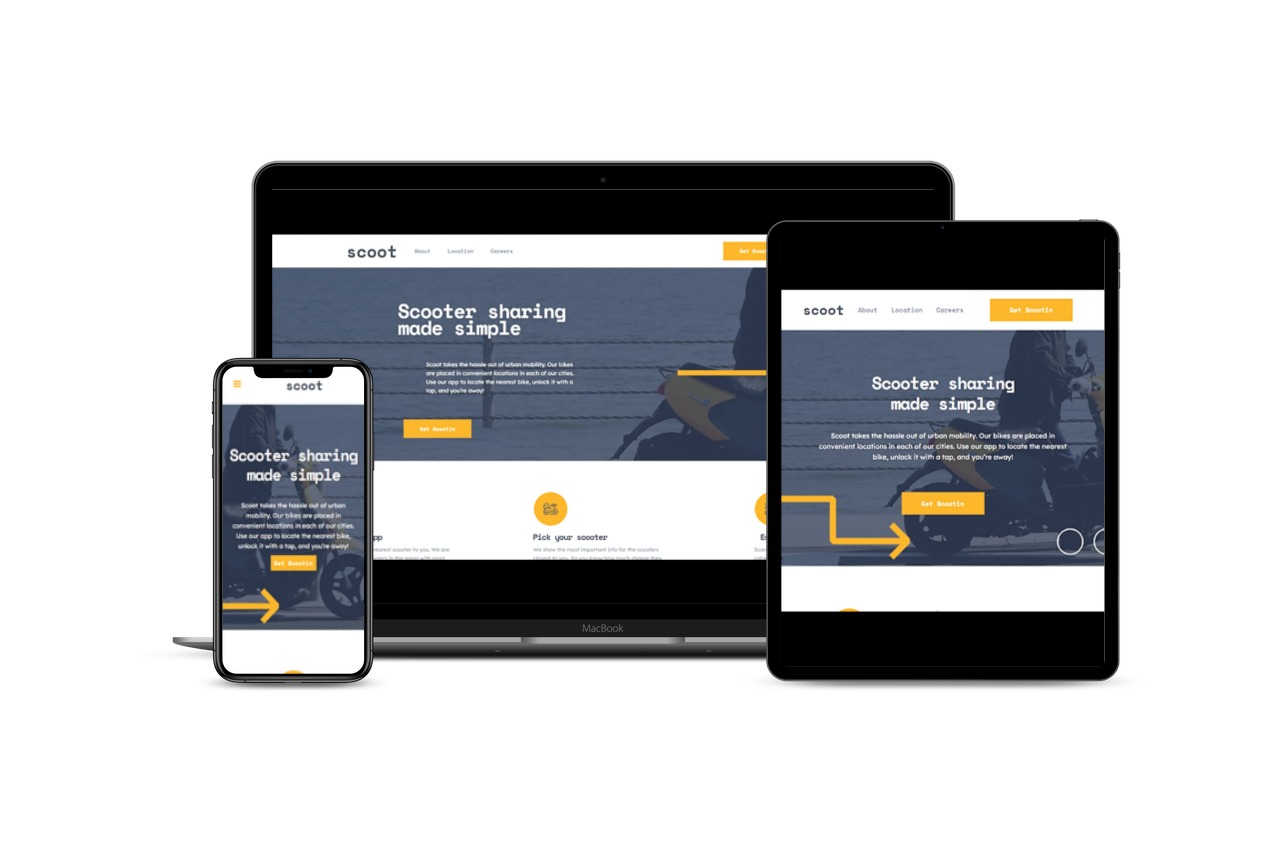 scoot About Location Careers
Scooter sharing
made simple
Scoot takes the hassle out of urban mobility. Our bikes
are placed in convenient locations in each of our cities.
Use our app to locate the nearest bike, unlock it with a
tap, and you're away!
Get Scootin
Pick your scooter
nearest scooter to you. We are
We show the most important info for the scooters
MacBook
scoot
Scooter sharing
made simple
Scoot takes the hassle out of urban
mobility. Our bikes are placed in
convenient locations in each of our cities.
Use our app to locate the nearest bike,
unlock it with a tap, and you're away!
Get Scootin
scoot About Location Careers Get Scootin
Scooter sharing
made simple
Scoot takes the hassle out of urban mobility. Our bikes are placed in
convenient locations in each of our cities. Use our app to locate the nearest
bike, unlock it with a tap, and you're away!
Get Scootin